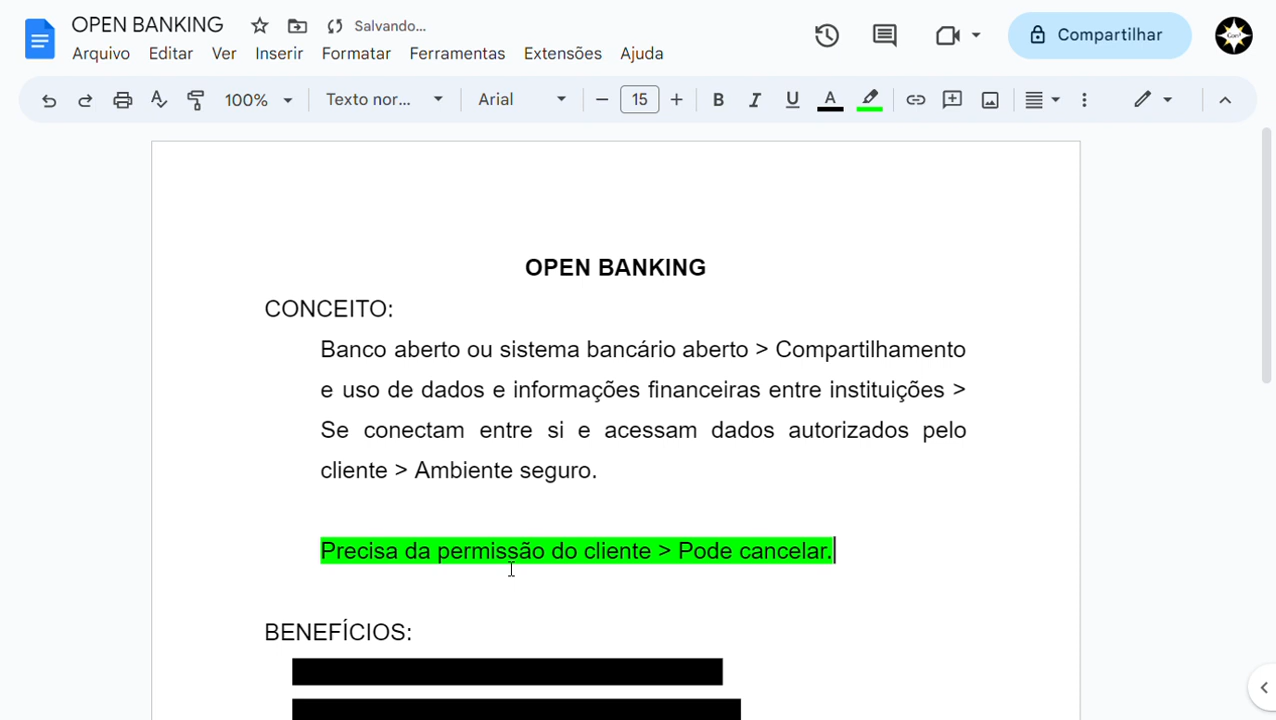 OPEN BANKING
Salvando...
Arquivo Editar Ver Inserir Formatar Ferramentas Extensões Ajuda
Compartilhar
100% Texto nor... Arial 15 B I U A
OPEN BANKING
CONCEITO:
Banco aberto ou sistema bancário aberto > Compartilhamento
e uso de dados e informações financeiras entre instituições >
Se conectam entre si e acessam dados autorizados pelo
cliente > Ambiente seguro.
Precisa da permissão do cliente > Pode cancelar.
BENEFÍCIOS: